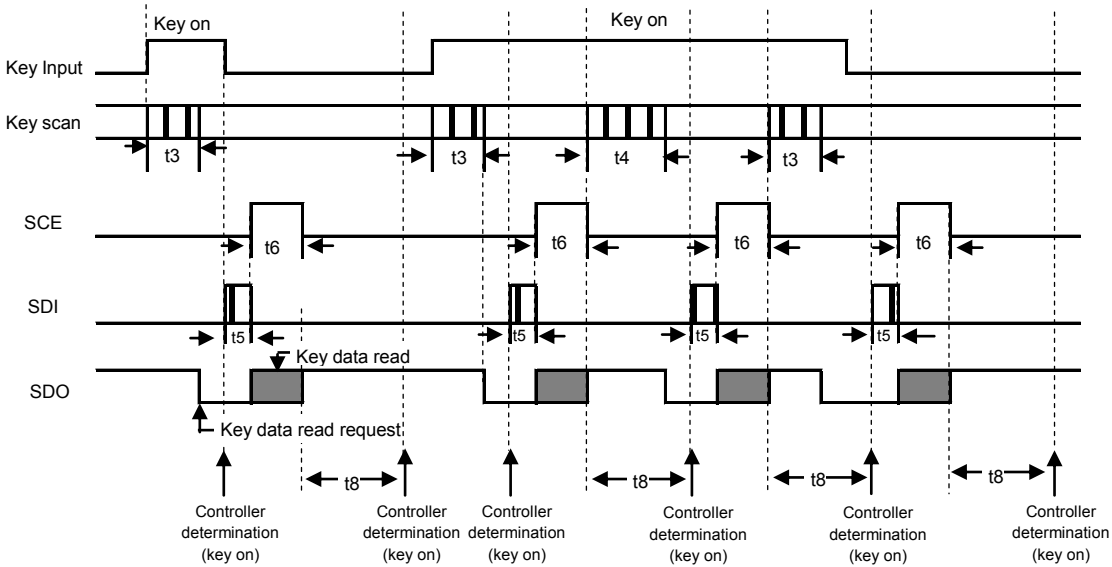 Key on
Key on
Key Input
Key scan
t3
t3
t4
t3
SCE
t6
t6
t6
t6
SDI
t5
t5
t5
t5
Key data read
SDO
Key data read request
t8
t8
t8
t8
Controller
determination
(key on)
Controller
determination
(key on)
Controller
determination
(key on)
Controller
determination
(key on)
Controller
determination
(key on)
Controller
determination
(key on)